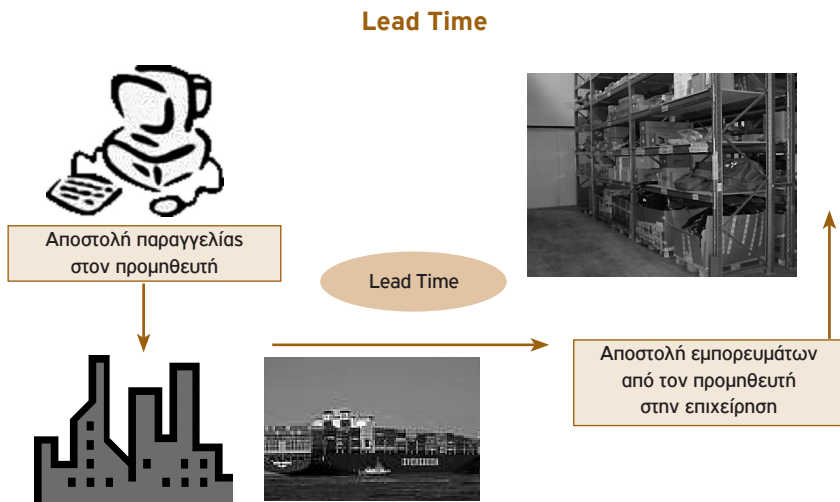 Lead Time
Αποστολή παραγγελίας
στον προμηθευτή
Lead Time
Αποστολή εμπορευμάτων
από τον προμηθευτή
στην επιχείρηση